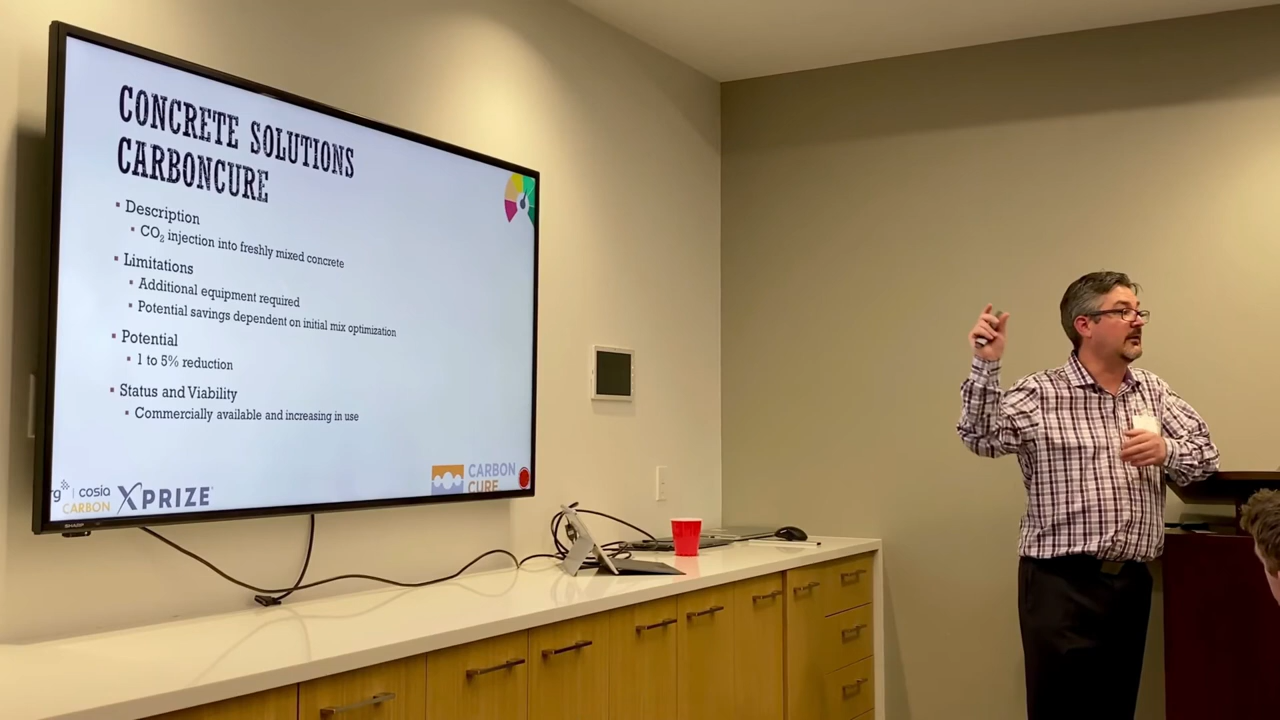 CONCRETE SOLUTIONS
CARBONCURE
▪ Description
▪ CO₂ injection into freshly mixed concrete
▪ Limitations
▪ Additional equipment required
▪ Potential savings dependent on initial mix optimization
▪ Potential
▪ 1 to 5% reduction
▪ Status and Viability
▪ Commercially available and increasing in use
rg | cosia
CARBON XPRIZE
CARBON
CURE
SHARP